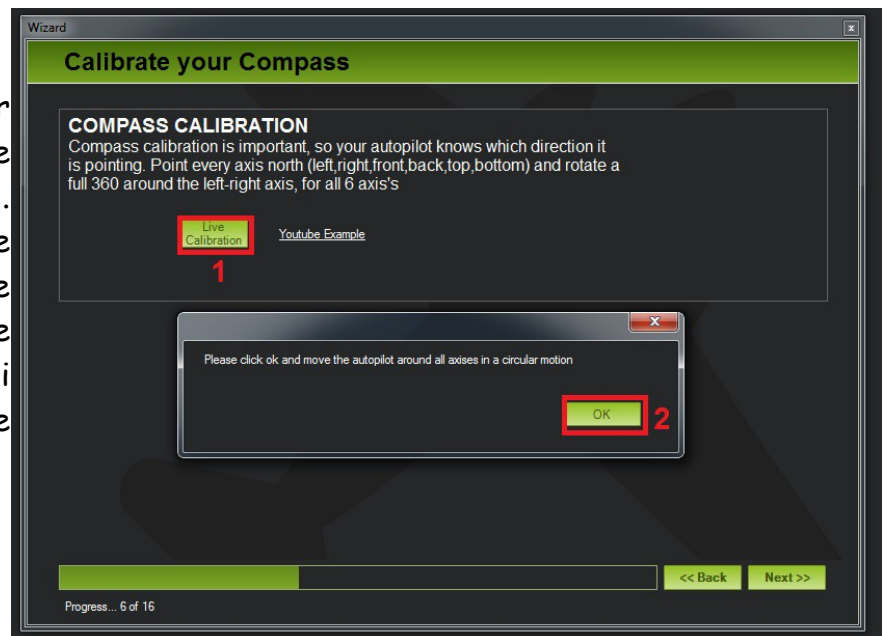 Wizard
x
Calibrate your Compass
COMPASS CALIBRATION
Compass calibration is important, so your autopilot knows which direction it
is pointing. Point every axis north (left,right,front,back,top,bottom) and rotate a
full 360 around the left-right axis, for all 6 axis's
Live
Calibration
Youtube Example
1
x
Please click ok and move the autopilot around all axises in a circular motion
OK
2
<< Back
Next >>
Progress... 6 of 16